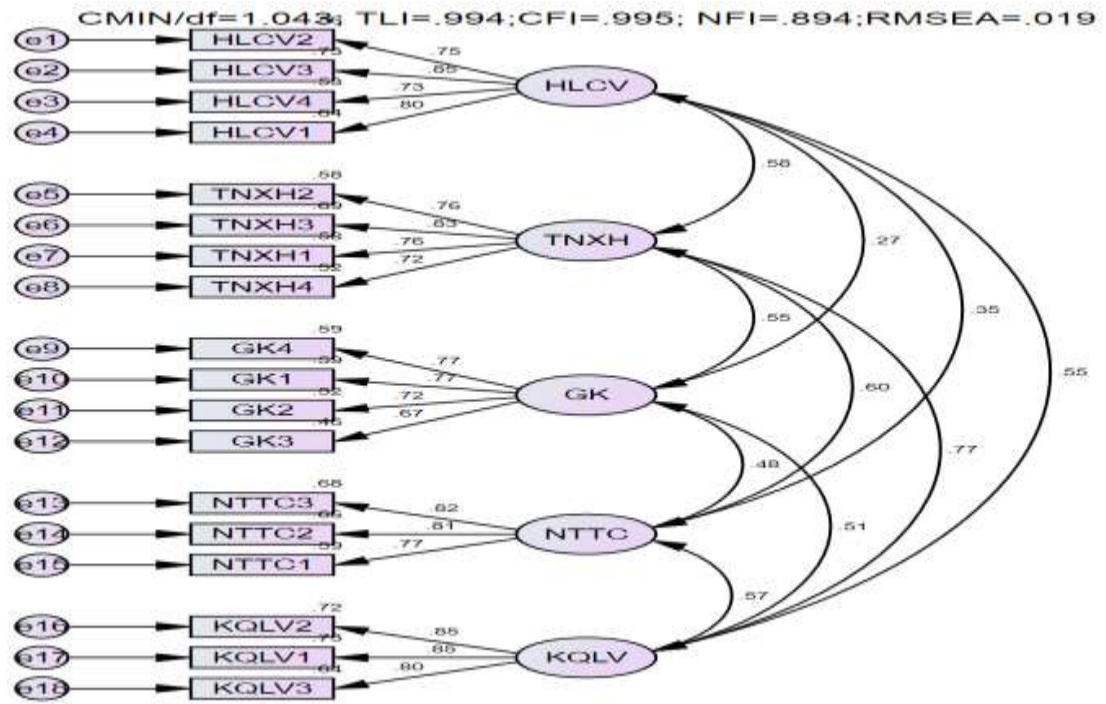 CMIN/df=1.043; TLI=.994;CFI=.995; NFI=.894;RMSEA=.019
e1 HLCV2 .75
e2 HLCV3 .85
e3 HLCV4 .73
e4 HLCV1 .80
HLCV
.58
e5 TNXH2 .76
e6 TNXH3 .83
e7 TNXH1 .76
e8 TNXH4 .72
TNXH
.58
.27
.55
.35
.59
e9 GK4 .77
e10 GK1 .77
e11 GK2 .72
e12 GK3 .67
GK
.60
.55
.77
.48
.68
e13 NTTC3 .82
e14 NTTC2 .81
e15 NTTC1 .77
NTTC
.51
.57
.72
e16 KQLV2 .85
e17 KQLV1
e18 KQLV3 .80
KQLV